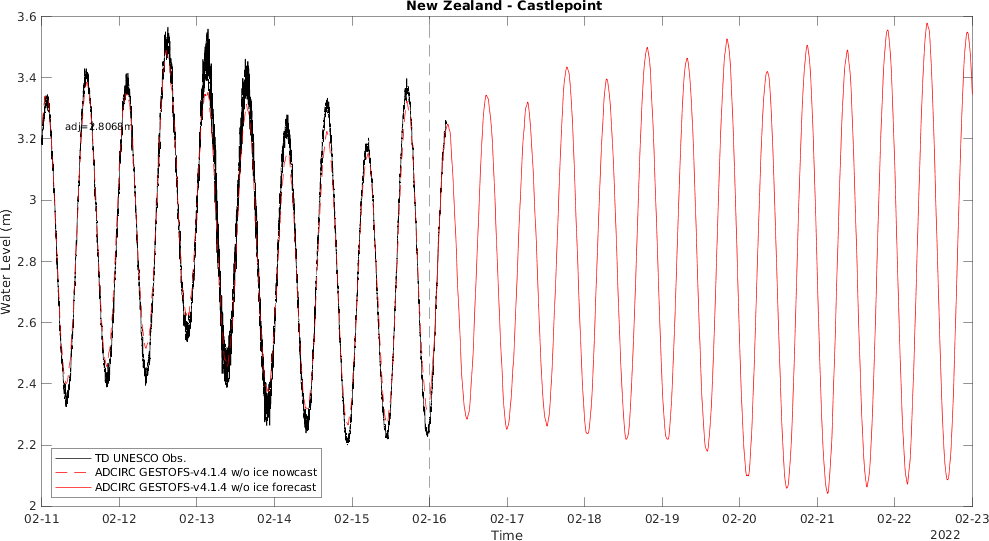 New Zealand - Castlepoint
Water Level (m)
3.6
3.4
3.2
3
2.8
2.6
2.4
2.2
2
adj=2.8068m
TD UNESCO Obs.
ADCIRC GESTOFS-v4.1.4 w/o ice nowcast
ADCIRC GESTOFS-v4.1.4 w/o ice forecast
02-11 02-12 02-13 02-14 02-15 02-16 02-17 02-18 02-19 02-20 02-21 02-22 02-23
Time
2022